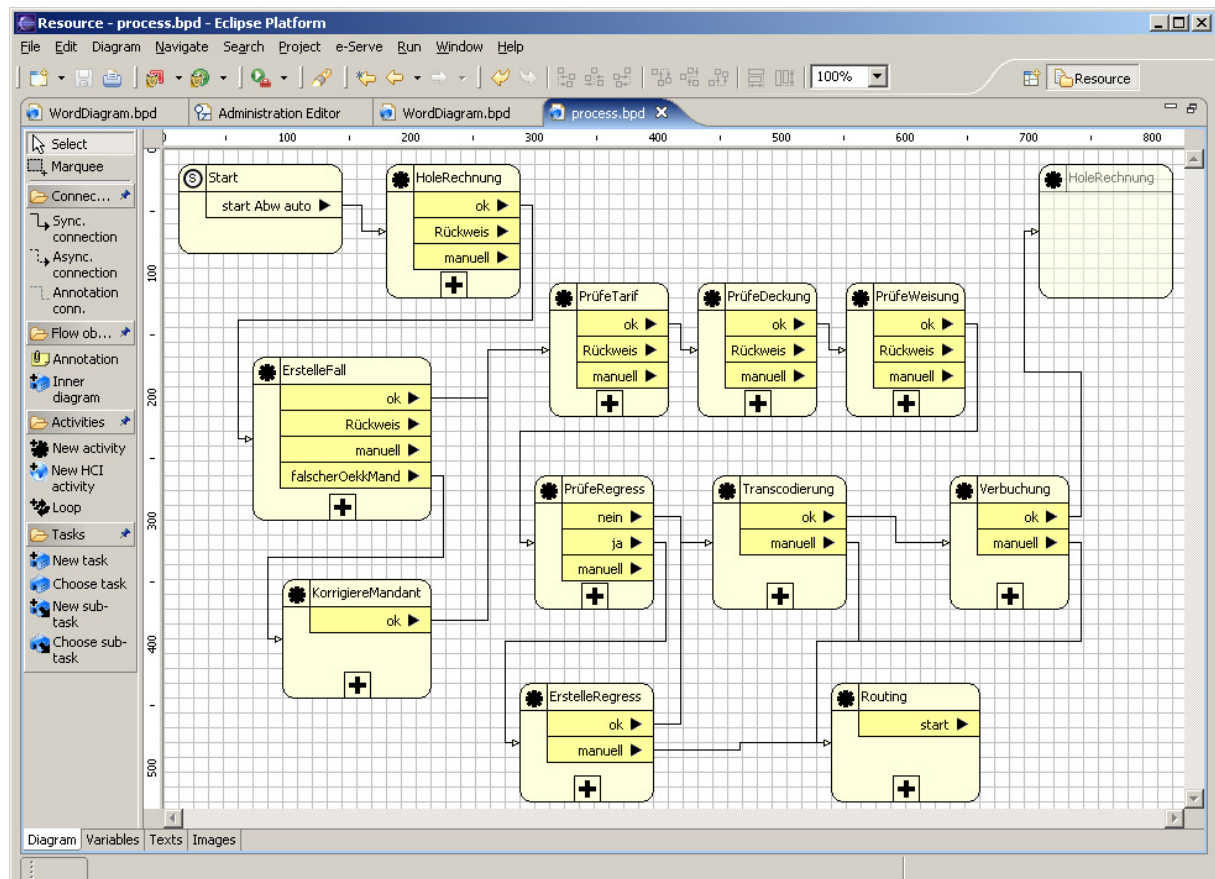 Resource - process.bpd - Eclipse Platform
File Edit Diagram Navigate Search Project e-Serve Run Window Help
100%
Resource
WordDiagram.bpd
Administration Editor
WordDiagram.bpd
process.bpd
Select
Marquee
Connec...
Sync.
connection
Async.
connection
Annotation
conn.
Flow ob...
Annotation
Inner
diagram
Activities
New activity
New HCI
activity
Loop
Tasks
New task
Choose task
New sub-
task
Choose sub-
task
0 100 200 300 400 500 600 700 800
100
200
300
400
500
S Start
start Abw auto
HoleRechnung
ok
Rückweis
manuell
HoleRechnung
PrüfeTarif
ok
Rückweis
manuell
PrüfeDeckung
ok
Rückweis
manuell
PrüfeWeisung
ok
Rückweis
manuell
ErstelleFall
ok
Rückweis
manuell
falscherOekkMand
PrüfeRegress
nein
ja
manuell
Transcodierung
ok
manuell
Verbuchung
ok
manuell
KorrigiereMandant
ok
ErstelleRegress
ok
manuell
Routing
start
Diagram Variables Texts Images